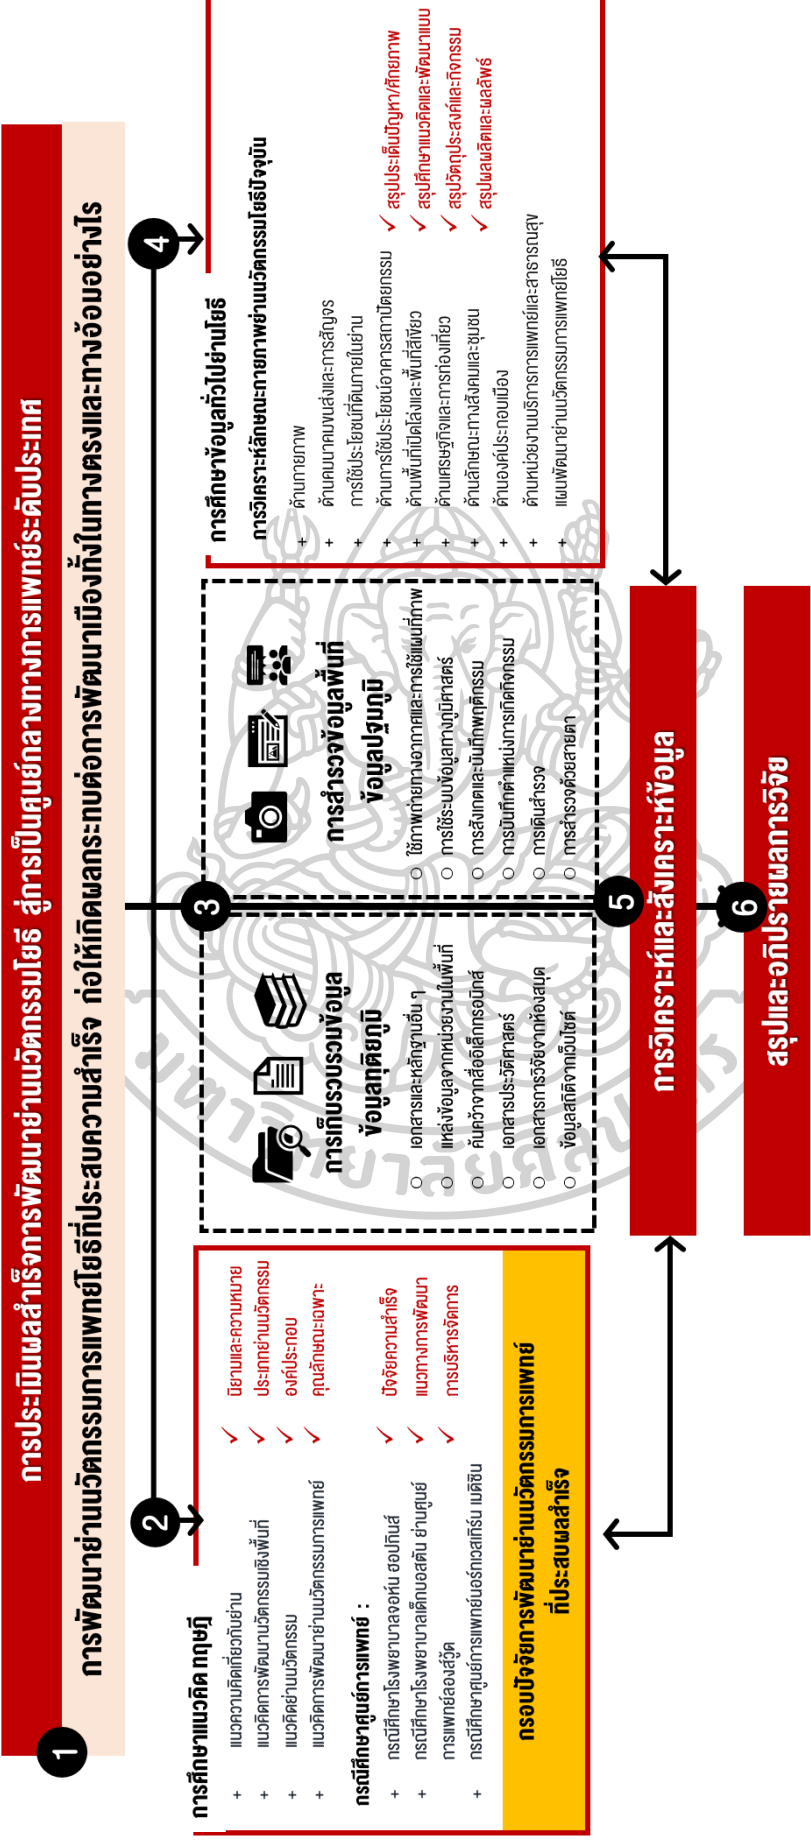 การประเมินผลสำเร็จการพัฒนาย่านนวัตกรรมโยธี สู่การเป็นศูนย์กลางทางการแพทย์ระดับประเทศ
1
การพัฒนาย่านนวัตกรรมการแพทย์โยธีที่ประสบความสำเร็จ ก่อให้เกิดผลกระทบต่อการพัฒนาเมืองทั้งในทางตรงและทางอ้อมอย่างไร
2
การศึกษาแนวคิด ทฤษฎี
+ แนวความคิดเกี่ยวกับย่าน
+ แนวคิดการพัฒนานวัตกรรมเชิงพื้นที่
+ แนวคิดย่านนวัตกรรม
+ แนวคิดการพัฒนาย่านนวัตกรรมการแพทย์
✓ นิยามและความหมาย
✓ ประเภทย่านนวัตกรรม
✓ องค์ประกอบ
✓ คุณลักษณะเฉพาะ
กรณีศึกษาศูนย์การแพทย์ :
+ กรณีศึกษาโรงพยาบาลจอห์น ฮอปกินส์
+ กรณีศึกษาโรงพยาบาลเด็กบอสตัน ย่านศูนย์
การแพทย์ลองส์วู้ด
+ กรณีศึกษาศูนย์การแพทย์นอร์ทเวสเทิร์น เมดิซิน
✓ ปัจจัยความสำเร็จ
✓ แนวทางการพัฒนา
✓ การบริหารจัดการ
กรอบปัจจัยการพัฒนาย่านนวัตกรรมการแพทย์
ที่ประสบผลสำเร็จ
3
การเก็บรวบรวมข้อมูล
ข้อมูลทุติยภูมิ
○ เอกสารและหลักฐานอื่น ๆ
○ แหล่งข้อมูลจากหน่วยงานในพื้นที่
○ ค้นคว้าจากสื่ออิเล็กทรอนิกส์
○ เอกสารประวัติศาสตร์
○ เอกสารการวิจัยจากห้องสมุด
○ ข้อมูลสถิติจากเว็บไซต์
การสำรวจข้อมูลพื้นที่
ข้อมูลปฐมภูมิ
○ ใช้ภาพถ่ายทางอากาศและการใช้แผนที่ภาพ
○ การใช้ระบบข้อมูลทางภูมิศาสตร์
○ การสังเกตและบันทึกพฤติกรรม
○ การบันทึกตำแหน่งการเกิดกิจกรรม
○ การเดินสำรวจ
○ การสำรวจด้วยสายตา
4
การศึกษาข้อมูลทั่วไปย่านโยธี
การวิเคราะห์ลักษณะกายภาพย่านนวัตกรรมโยธีปัจจุบัน
+ ด้านกายภาพ
+ ด้านคมนาคมขนส่งและการสัญจร
+ การใช้ประโยชน์ที่ดินภายในย่าน
+ ด้านการใช้ประโยชน์อาคารสถาปัตยกรรม
+ ด้านพื้นที่เปิดโล่งและพื้นที่สีเขียว
+ ด้านเศรษฐกิจและการท่องเที่ยว
+ ด้านลักษณะทางสังคมและชุมชน
+ ด้านองค์ประกอบเมือง
+ ด้านหน่วยงานบริการการแพทย์และสาธารณสุข
+ แผนพัฒนาย่านนวัตกรรมการแพทย์โยธี
✓ สรุปประเด็นปัญหา/ศักยภาพ
✓ สรุปศึกษาแนวคิดและพัฒนาแบบ
✓ สรุปวัตถุประสงค์และกิจกรรม
✓ สรุปผลผลิตและผลลัพธ์
5
การวิเคราะห์และสังเคราะห์ข้อมูล
6
สรุปและอภิปรายผลการวิจัย
มหาวิทยาลัยศิลปากร